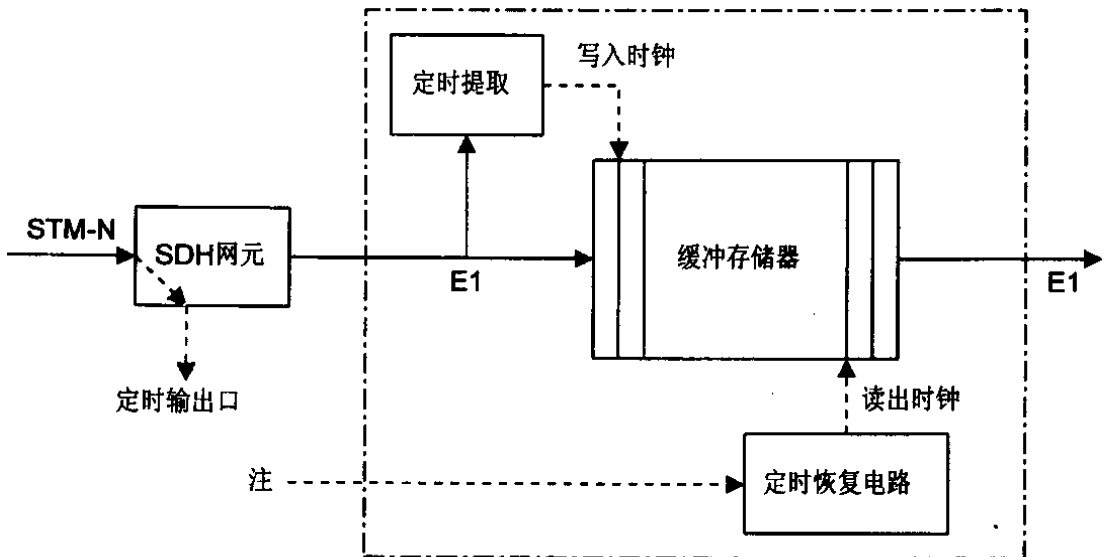 定时提取
写入时钟
STM-N
SDH网元
E1
缓冲存储器
E1
定时输出口
读出时钟
注
定时恢复电路